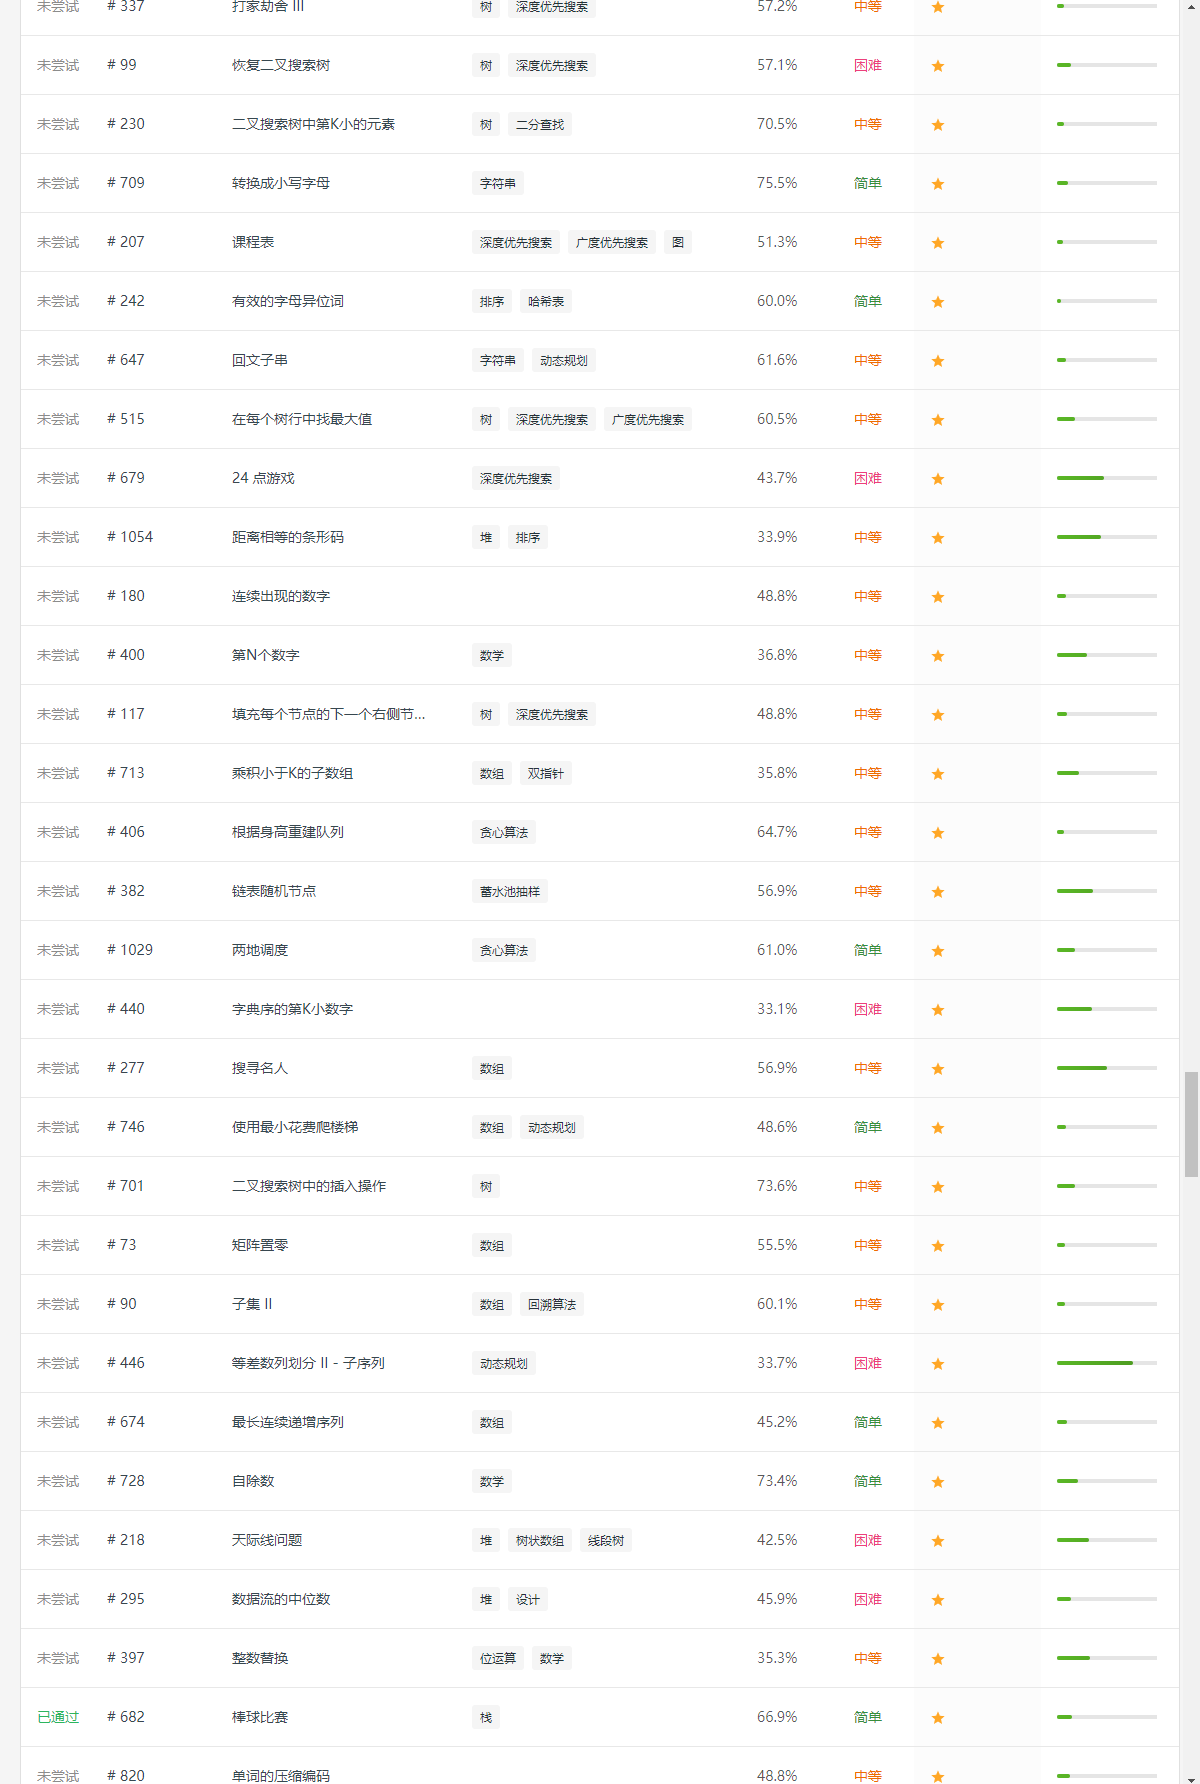 未尝试 # 337 打家劫舍 III 树 深度优先搜索 57.2% 中等
未尝试 # 99 恢复二叉搜索树 树 深度优先搜索 57.1% 困难
未尝试 # 230 二叉搜索树中第K小的元素 树 二分查找 70.5% 中等
未尝试 # 709 转换成小写字母 字符串 75.5% 简单
未尝试 # 207 课程表 深度优先搜索 广度优先搜索 图 51.3% 中等
未尝试 # 242 有效的字母异位词 排序 哈希表 60.0% 简单
未尝试 # 647 回文子串 字符串 动态规划 61.6% 中等
未尝试 # 515 在每个树行中找最大值 树 深度优先搜索 广度优先搜索 60.5% 中等
未尝试 # 679 24 点游戏 深度优先搜索 43.7% 困难
未尝试 # 1054 距离相等的条形码 堆 排序 33.9% 中等
未尝试 # 180 连续出现的数字 48.8% 中等
未尝试 # 400 第N个数字 数学 36.8% 中等
未尝试 # 117 填充每个节点的下一个右侧节... 树 深度优先搜索 48.8% 中等
未尝试 # 713 乘积小于K的子数组 数组 双指针 35.8% 中等
未尝试 # 406 根据身高重建队列 贪心算法 64.7% 中等
未尝试 # 382 链表随机节点 蓄水池抽样 56.9% 中等
未尝试 # 1029 两地调度 贪心算法 61.0% 简单
未尝试 # 440 字典序的第K小数字 33.1% 困难
未尝试 # 277 搜寻名人 数组 56.9% 中等
未尝试 # 746 使用最小花费爬楼梯 数组 动态规划 48.6% 简单
未尝试 # 701 二叉搜索树中的插入操作 树 73.6% 中等
未尝试 # 73 矩阵置零 数组 55.5% 中等
未尝试 # 90 子集 II 数组 回溯算法 60.1% 中等
未尝试 # 446 等差数列划分 II - 子序列 动态规划 33.7% 困难
未尝试 # 674 最长连续递增序列 数组 45.2% 简单
未尝试 # 728 自除数 数学 73.4% 简单
未尝试 # 218 天际线问题 堆 树状数组 线段树 42.5% 困难
未尝试 # 295 数据流的中位数 堆 设计 45.9% 困难
未尝试 # 397 整数替换 位运算 数学 35.3% 中等
已通过 # 682 棒球比赛 栈 66.9% 简单
未尝试 # 820 单词的压缩编码 48.8% 中等